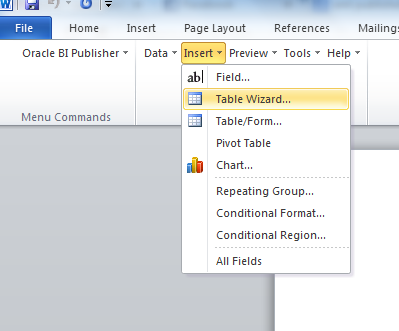 File Home Insert Page Layout References Mailings
Oracle BI Publisher Data Insert Preview Tools Help
Menu Commands
ab Field...
Table Wizard...
Table/Form...
Pivot Table
Chart...
Repeating Group...
Conditional Format...
Conditional Region...
All Fields